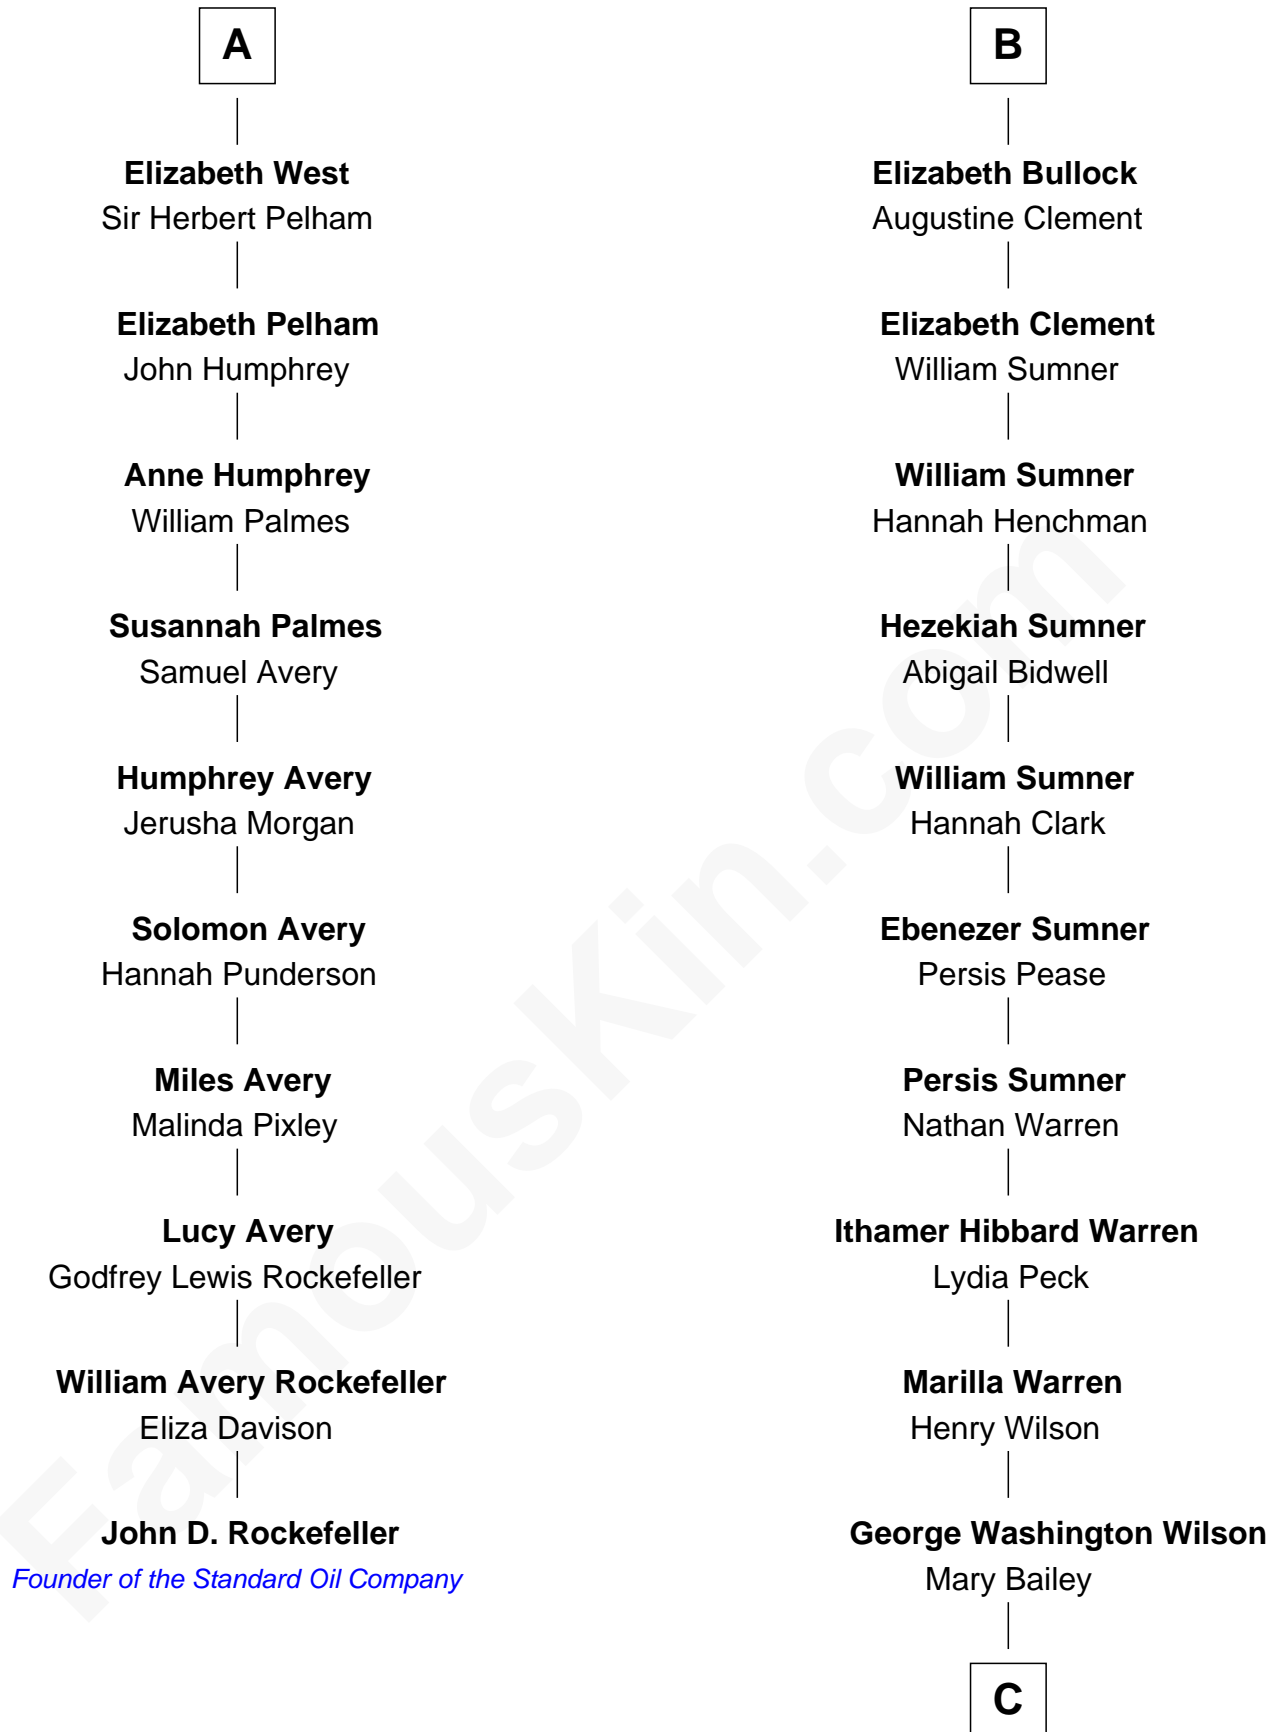 A
Elizabeth West
Sir Herbert Pelham
Elizabeth Pelham
John Humphrey
Anne Humphrey
William Palmes
Susannah Palmes
Samuel Avery
Humphrey Avery
Jerusha Morgan
Solomon Avery
Hannah Punderson
Miles Avery
Malinda Pixley
Lucy Avery
Godfrey Lewis Rockefeller
William Avery Rockefeller
Eliza Davison
John D. Rockefeller
Founder of the Standard Oil Company
B
Elizabeth Bullock
Augustine Clement
Elizabeth Clement
William Sumner
William Sumner
Hannah Henchman
Hezekiah Sumner
Abigail Bidwell
William Sumner
Hannah Clark
Ebenezer Sumner
Persis Pease
Persis Sumner
Nathan Warren
Ithamer Hibbard Warren
Lydia Peck
Marilla Warren
Henry Wilson
George Washington Wilson
Mary Bailey
C
FamousKin.com